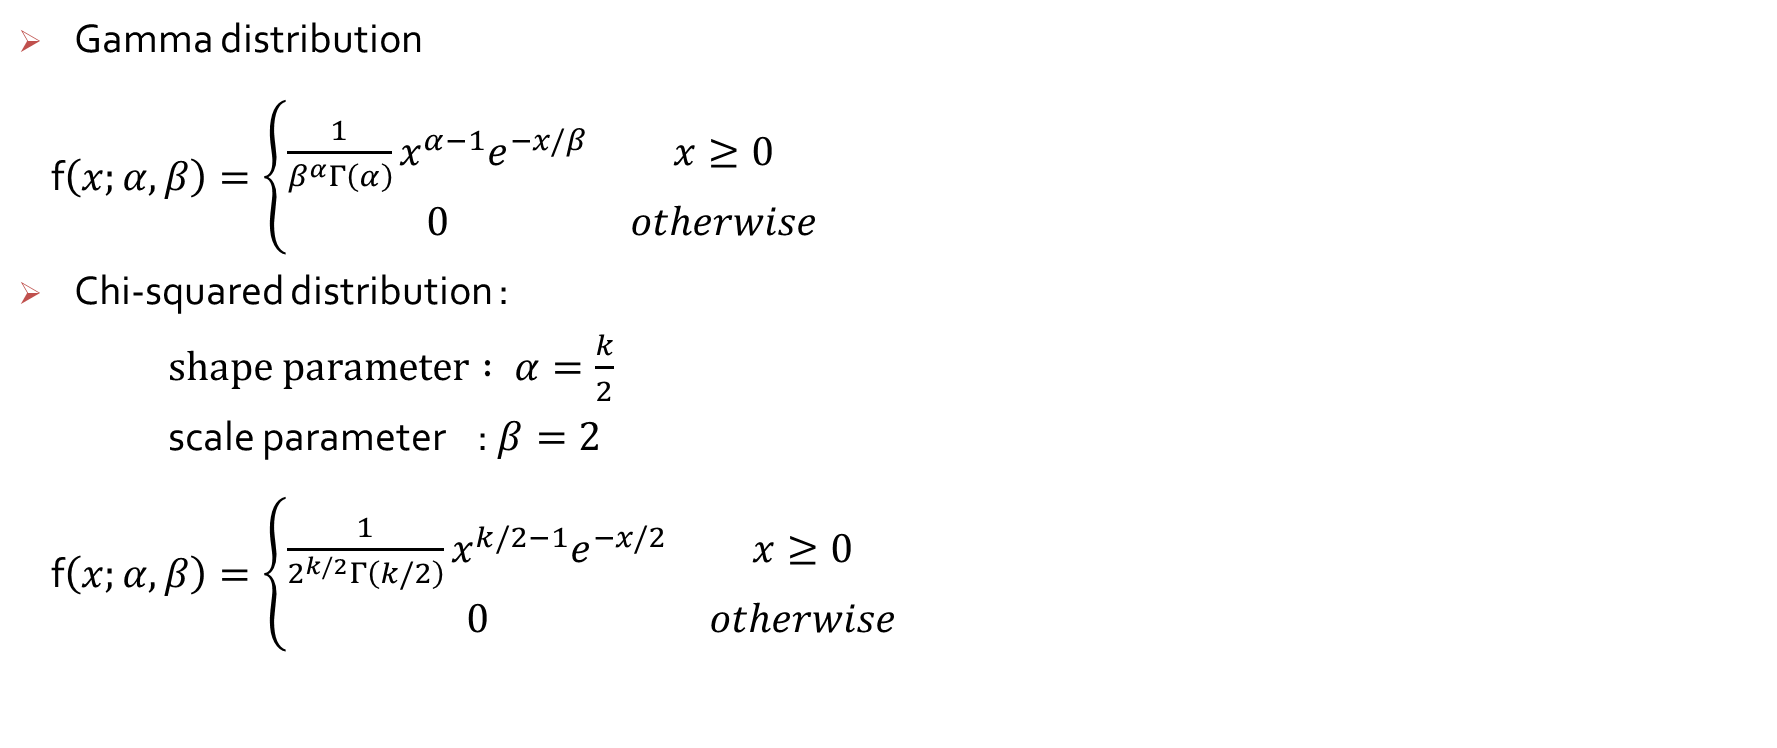 ➢ Gamma distribution
f(x; α, β) = { 1/(β^α Γ(α)) x^(α−1) e^(−x/β)   x ≥ 0
0   otherwise
➢ Chi-squared distribution :
shape parameter : α = k/2
scale parameter : β = 2
f(x; α, β) = { 1/(2^(k/2) Γ(k/2)) x^(k/2−1) e^(−x/2)   x ≥ 0
0   otherwise